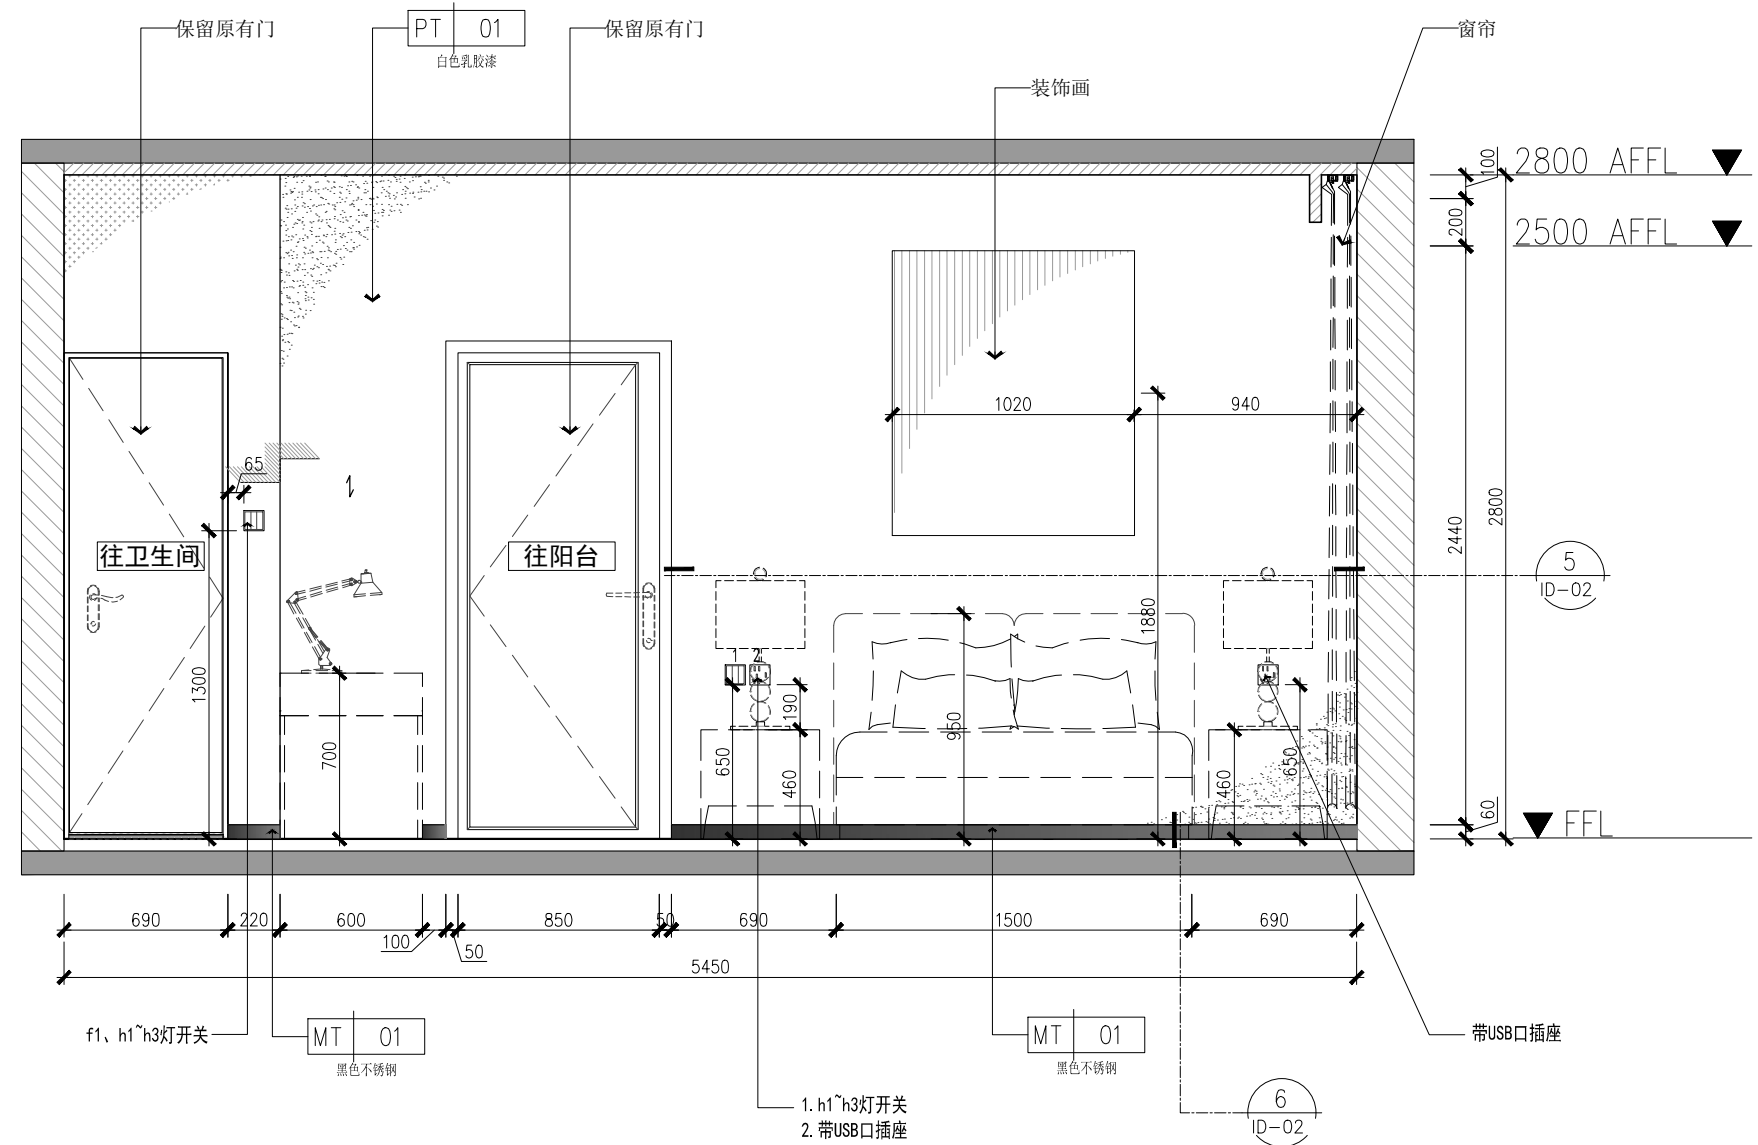 保留原有门
PT 01
白色乳胶漆
保留原有门
装饰画
窗帘
100
2800 AFFL
200
2500 AFFL
1020
940
65
1
2440
2800
往卫生间
往阳台
5
ID-02
1880
1
2
1300
700
650
190
460
950
460
650
60
FFL
690
220
600
100
50
850
50
690
1500
690
5450
f1、h1~h3灯开关
MT 01
黑色不锈钢
MT 01
黑色不锈钢
带USB口插座
1. h1~h3灯开关
2. 带USB口插座
6
ID-02